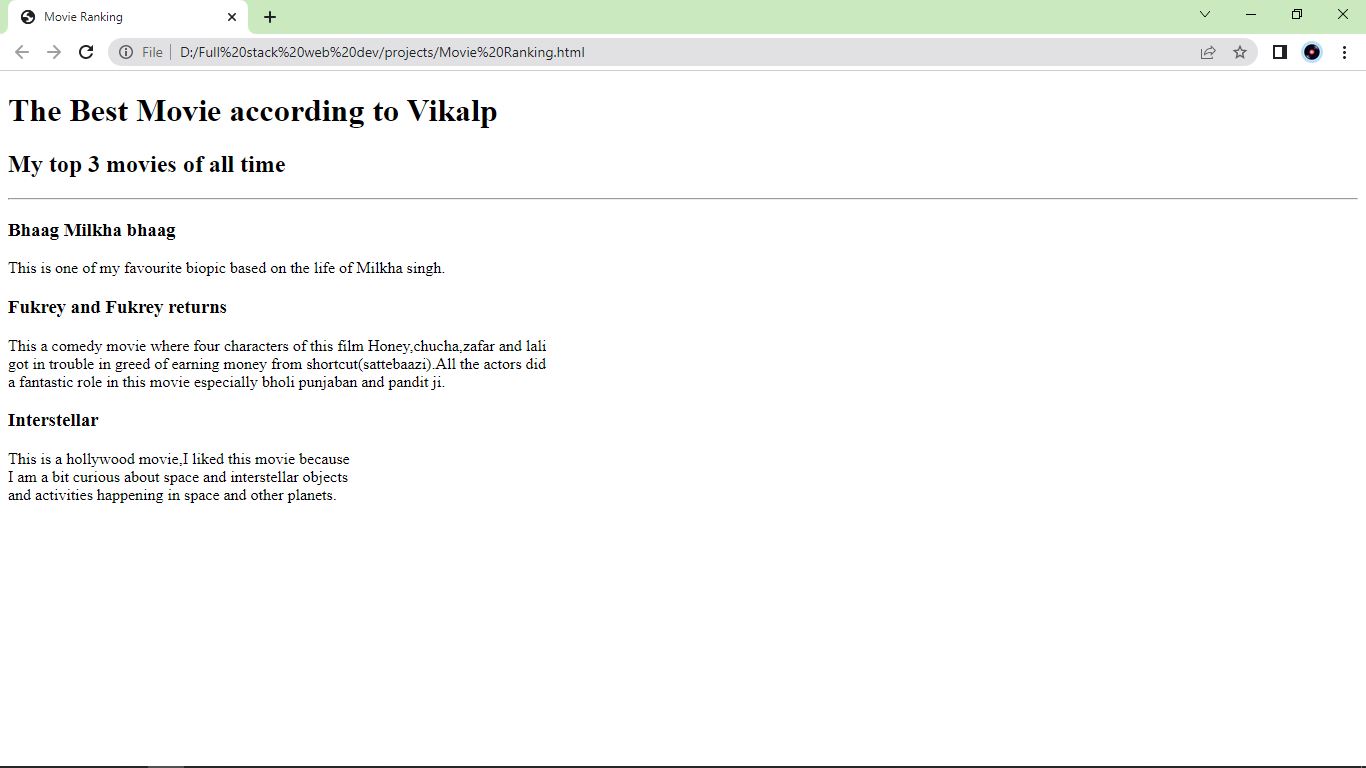 Movie Ranking
File
D:/Full%20stack%20web%20dev/projects/Movie%20Ranking.html
The Best Movie according to Vikalp
My top 3 movies of all time
Bhaag Milkha bhaag
This is one of my favourite biopic based on the life of Milkha singh.
Fukrey and Fukrey returns
This a comedy movie where four characters of this film Honey,chucha,zafar and lali
got in trouble in greed of earning money from shortcut(sattebaazi).All the actors did
a fantastic role in this movie especially bholi punjaban and pandit ji.
Interstellar
This is a hollywood movie,I liked this movie because
I am a bit curious about space and interstellar objects
and activities happening in space and other planets.